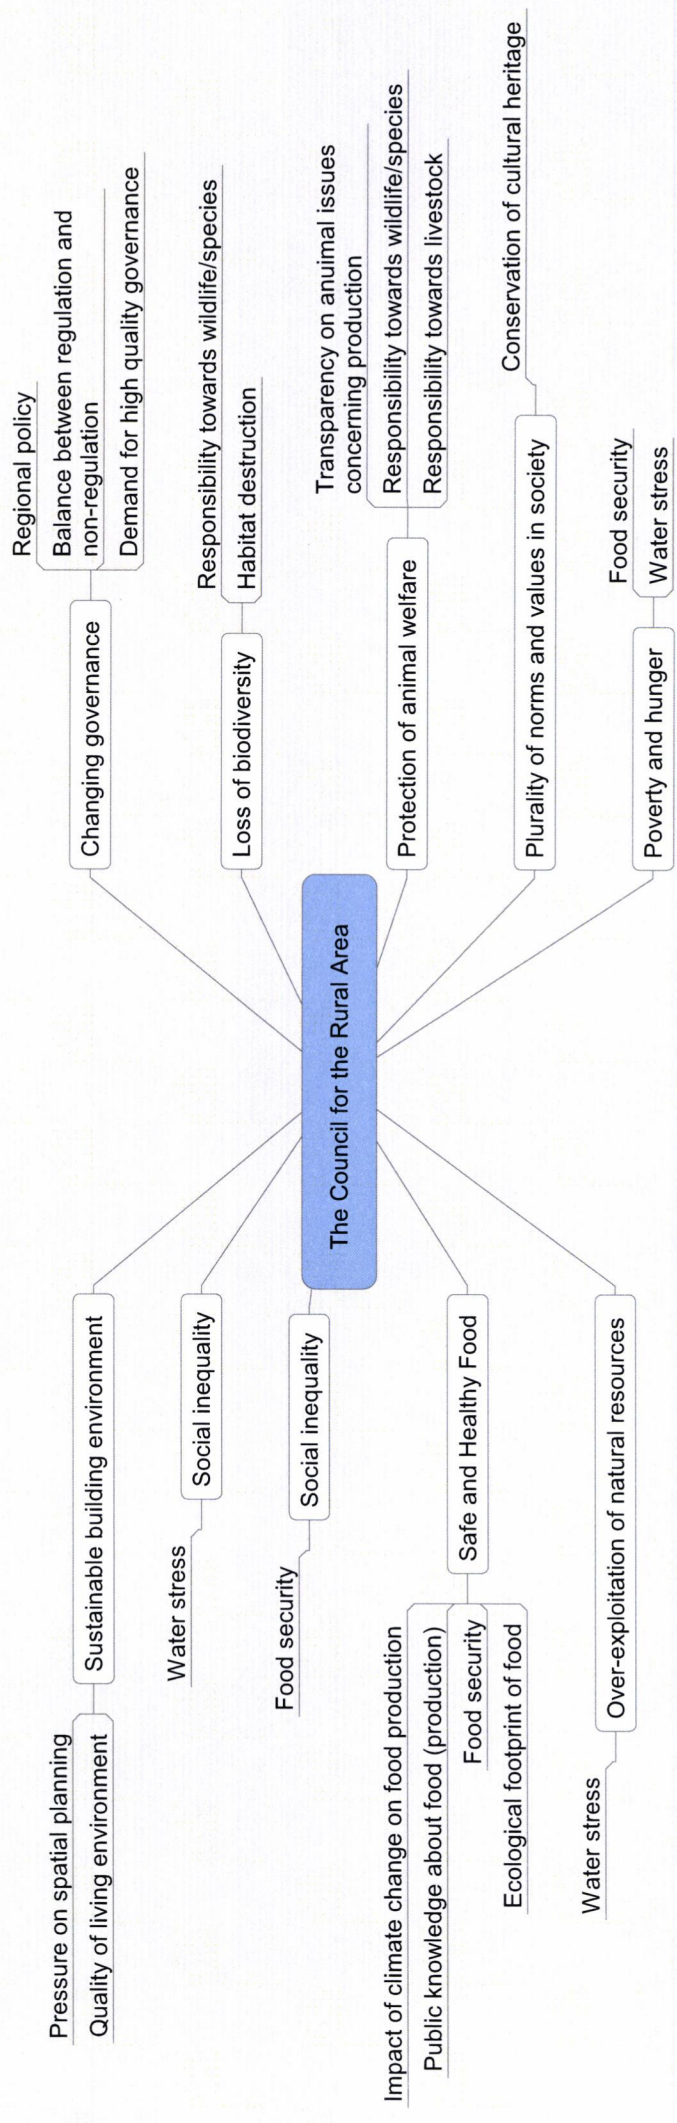 Pressure on spatial planning
Quality of living environment
Sustainable building environment
Water stress
Social inequality
Food security
Social inequality
Impact of climate change on food production
Public knowledge about food (production)
Food security
Ecological footprint of food
Safe and Healthy Food
Water stress
Over-exploitation of natural resources
The Council for the Rural Area
Changing governance
Regional policy
Balance between regulation and
non-regulation
Demand for high quality governance
Loss of biodiversity
Responsibility towards wildlife/species
Habitat destruction
Protection of animal welfare
Transparency on anuimal issues
concerning production
Responsibility towards wildlife/species
Responsibility towards livestock
Plurality of norms and values in society
Conservation of cultural heritage
Poverty and hunger
Food security
Water stress